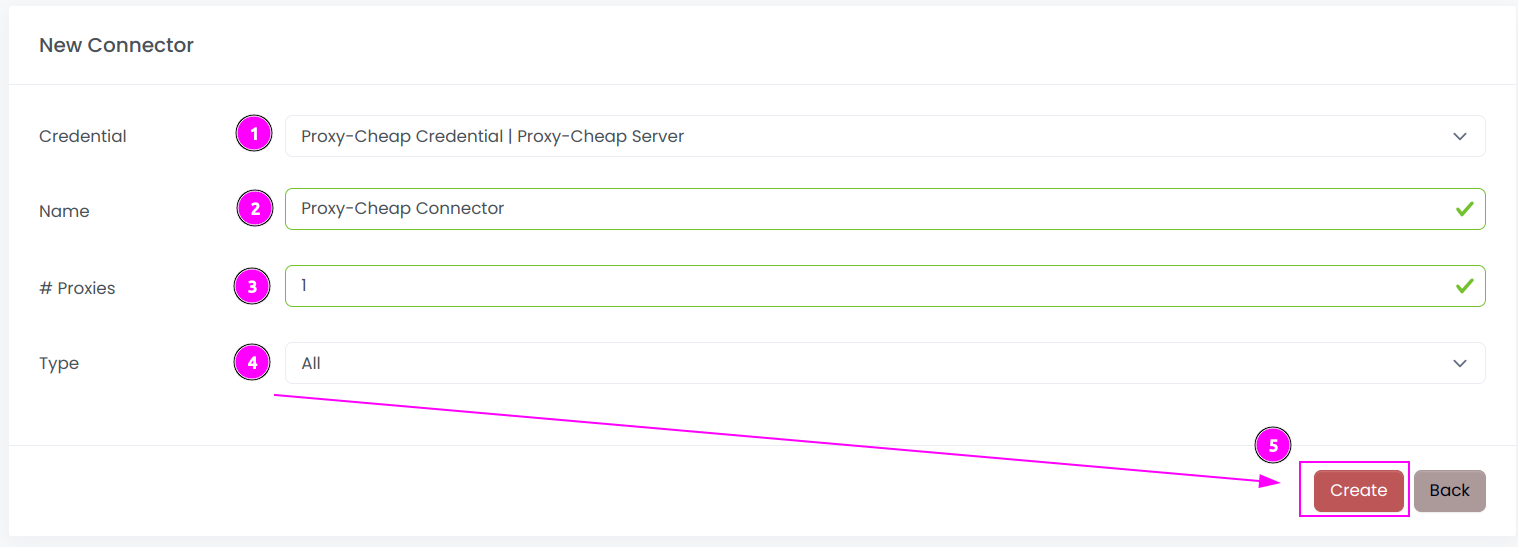 New Connector
Credential 1 Proxy-Cheap Credential | Proxy-Cheap Server
Name 2 Proxy-Cheap Connector
# Proxies 3 1
Type 4 All
5
Create Back